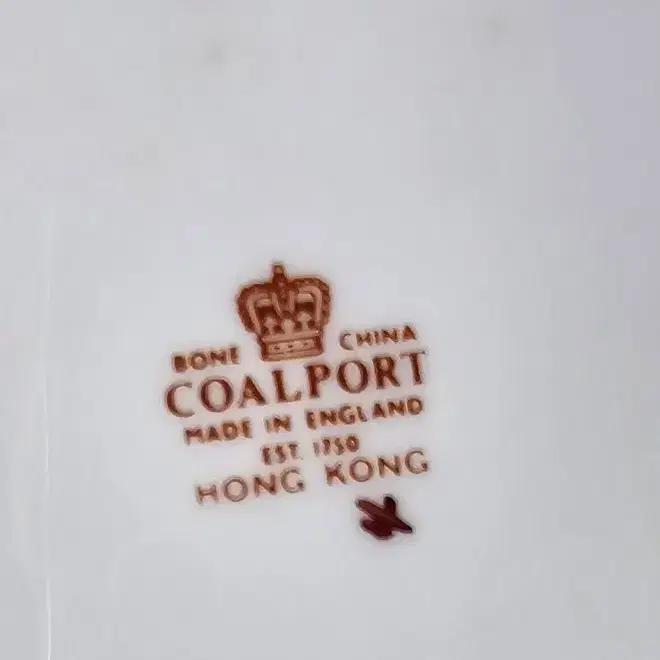 BONE CHINA
COALPORT
MADE IN ENGLAND
EST. 1750
HONG KONG